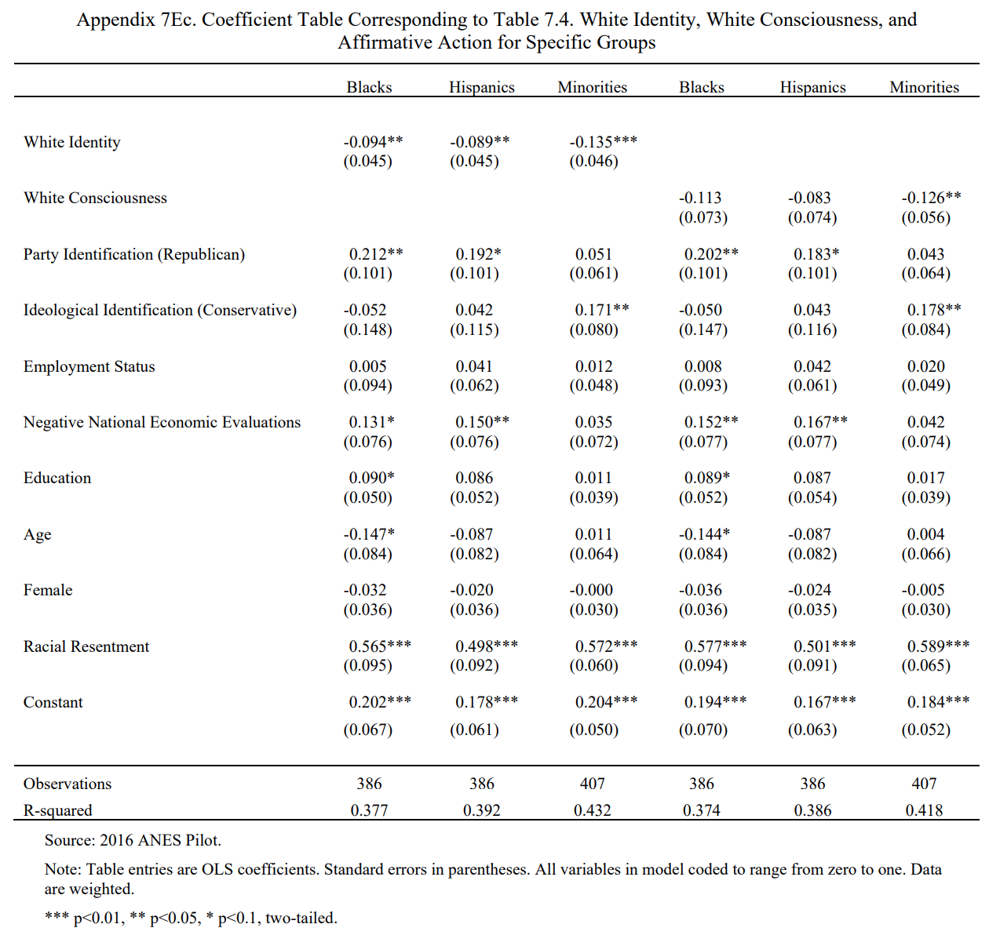 Appendix 7Ec. Coefficient Table Corresponding to Table 7.4. White Identity, White Consciousness, and
Affirmative Action for Specific Groups
Blacks Hispanics Minorities Blacks Hispanics Minorities
White Identity -0.094** -0.089** -0.135***
(0.045) (0.045) (0.046)
White Consciousness -0.113 -0.083 -0.126**
(0.073) (0.074) (0.056)
Party Identification (Republican) 0.212** 0.192* 0.051 0.202** 0.183* 0.043
(0.101) (0.101) (0.061) (0.101) (0.101) (0.064)
Ideological Identification (Conservative) -0.052 0.042 0.171** -0.050 0.043 0.178**
(0.148) (0.115) (0.080) (0.147) (0.116) (0.084)
Employment Status 0.005 0.041 0.012 0.008 0.042 0.020
(0.094) (0.062) (0.048) (0.093) (0.061) (0.049)
Negative National Economic Evaluations 0.131* 0.150** 0.035 0.152** 0.167** 0.042
(0.076) (0.076) (0.072) (0.077) (0.077) (0.074)
Education 0.090* 0.086 0.011 0.089* 0.087 0.017
(0.050) (0.052) (0.039) (0.052) (0.054) (0.039)
Age -0.147* -0.087 0.011 -0.144* -0.087 0.004
(0.084) (0.082) (0.064) (0.084) (0.082) (0.066)
Female -0.032 -0.020 -0.000 -0.036 -0.024 -0.005
(0.036) (0.036) (0.030) (0.036) (0.035) (0.030)
Racial Resentment 0.565*** 0.498*** 0.572*** 0.577*** 0.501*** 0.589***
(0.095) (0.092) (0.060) (0.094) (0.091) (0.065)
Constant 0.202*** 0.178*** 0.204*** 0.194*** 0.167*** 0.184***
(0.067) (0.061) (0.050) (0.070) (0.063) (0.052)
Observations 386 386 407 386 386 407
R-squared 0.377 0.392 0.432 0.374 0.386 0.418
Source: 2016 ANES Pilot.
Note: Table entries are OLS coefficients. Standard errors in parentheses. All variables in model coded to range from zero to one. Data
are weighted.
*** p<0.01, ** p<0.05, * p<0.1, two-tailed.